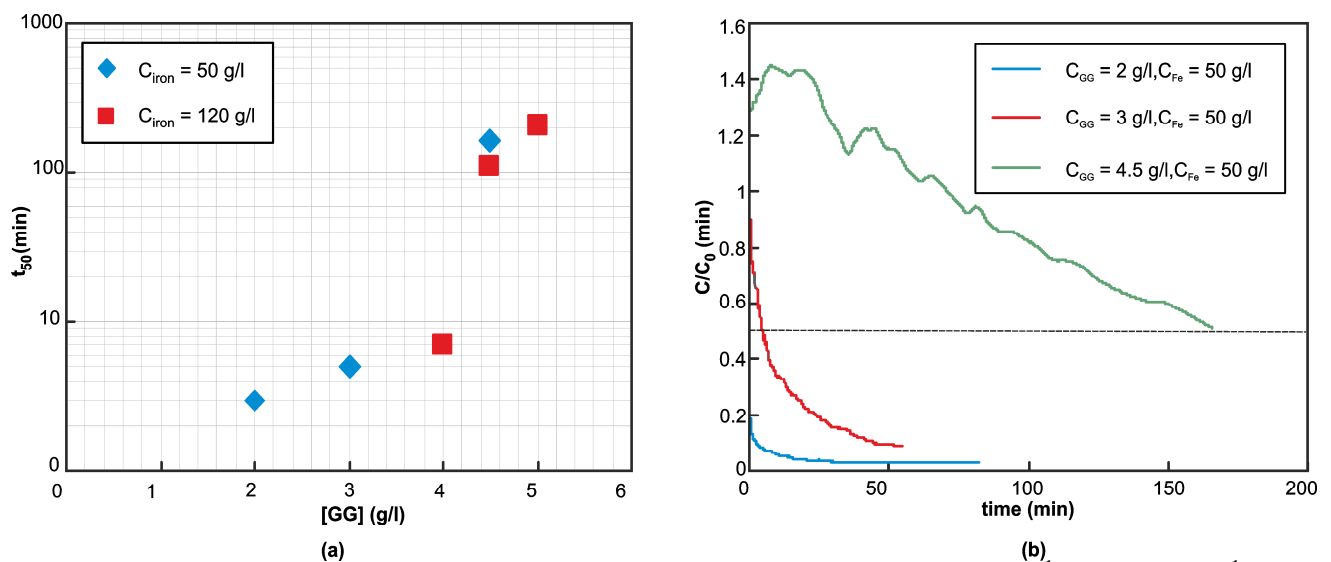 1000
100
10
0
t50 (min)
Ciron = 50 g/l
Ciron = 120 g/l
0 1 2 3 4 5 6
[GG] (g/l)
(a)
1.6
1.4
1.2
1
0.8
0.6
0.4
0.2
0
C/C0 (min)
CGG = 2 g/l,CFe = 50 g/l
CGG = 3 g/l,CFe = 50 g/l
CGG = 4.5 g/l,CFe = 50 g/l
0 50 100 150 200
time (min)
(b)